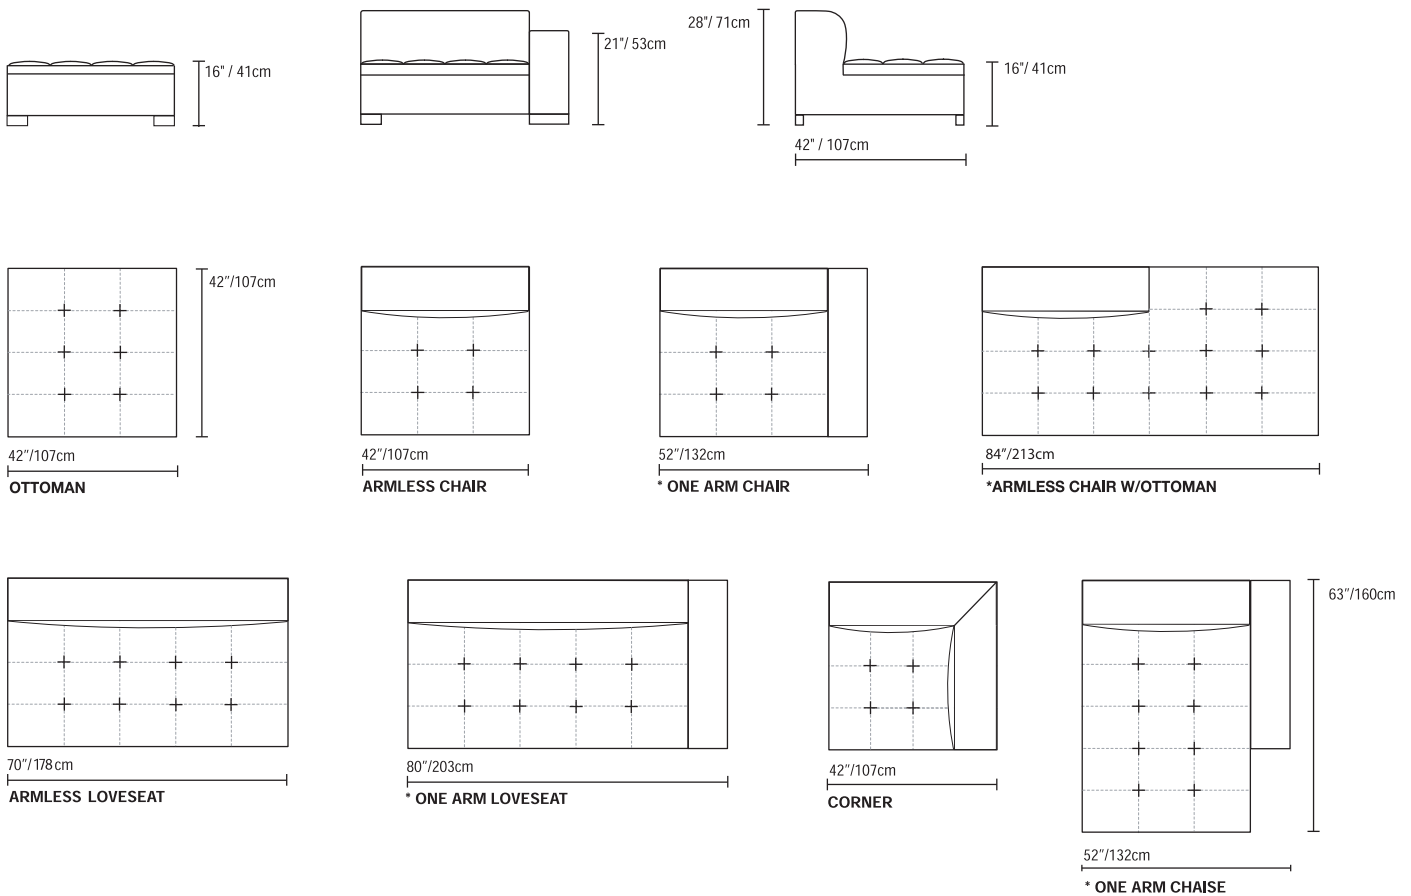 16" / 41cm
21"/ 53cm
28"/ 71cm
16"/ 41cm
42" / 107cm
42"/107cm
42"/107cm
OTTOMAN
42"/107cm
ARMLESS CHAIR
52"/132cm
* ONE ARM CHAIR
84"/213cm
*ARMLESS CHAIR W/OTTOMAN
70"/178cm
ARMLESS LOVESEAT
80"/203cm
* ONE ARM LOVESEAT
42"/107cm
CORNER
63"/160cm
52"/132cm
* ONE ARM CHAISE